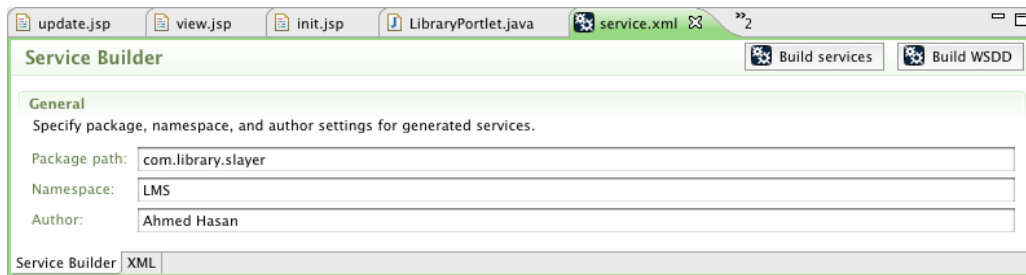 update.jsp view.jsp init.jsp LibraryPortlet.java service.xml »2
Service Builder Build services Build WSDD
General
Specify package, namespace, and author settings for generated services.
Package path: com.library.slayer
Namespace: LMS
Author: Ahmed Hasan
Service Builder XML